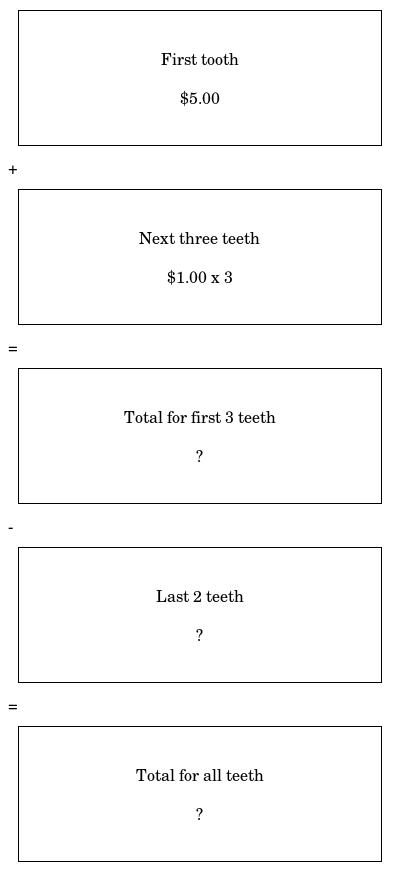 First tooth
$5.00
+
Next three teeth
$1.00 x 3
=
Total for first 3 teeth
?
-
Last 2 teeth
?
=
Total for all teeth
?